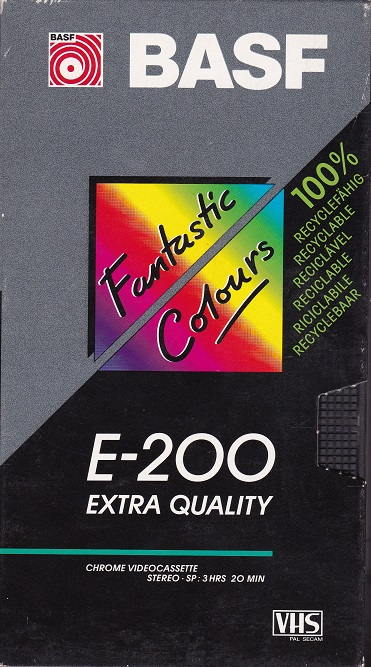 BASF
BASF
Fantastic
Colours
100%
RECYCLEFÄHIG
RECYCLABLE
RECICLÁVEL
RECICLABLE
RICICLABILE
RECYCLEBAAR
E-200
EXTRA QUALITY
CHROME VIDEOCASSETTE
STEREO · SP: 3 HRS 20 MIN
VHS
PAL SECAM